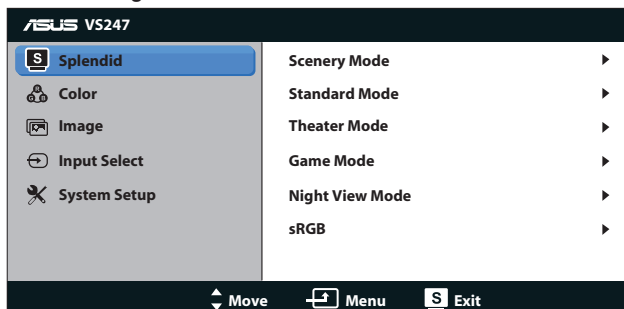 ASUS VS247
S Splendid
Color
Image
Input Select
System Setup
Scenery Mode
Standard Mode
Theater Mode
Game Mode
Night View Mode
sRGB
Move Menu S Exit